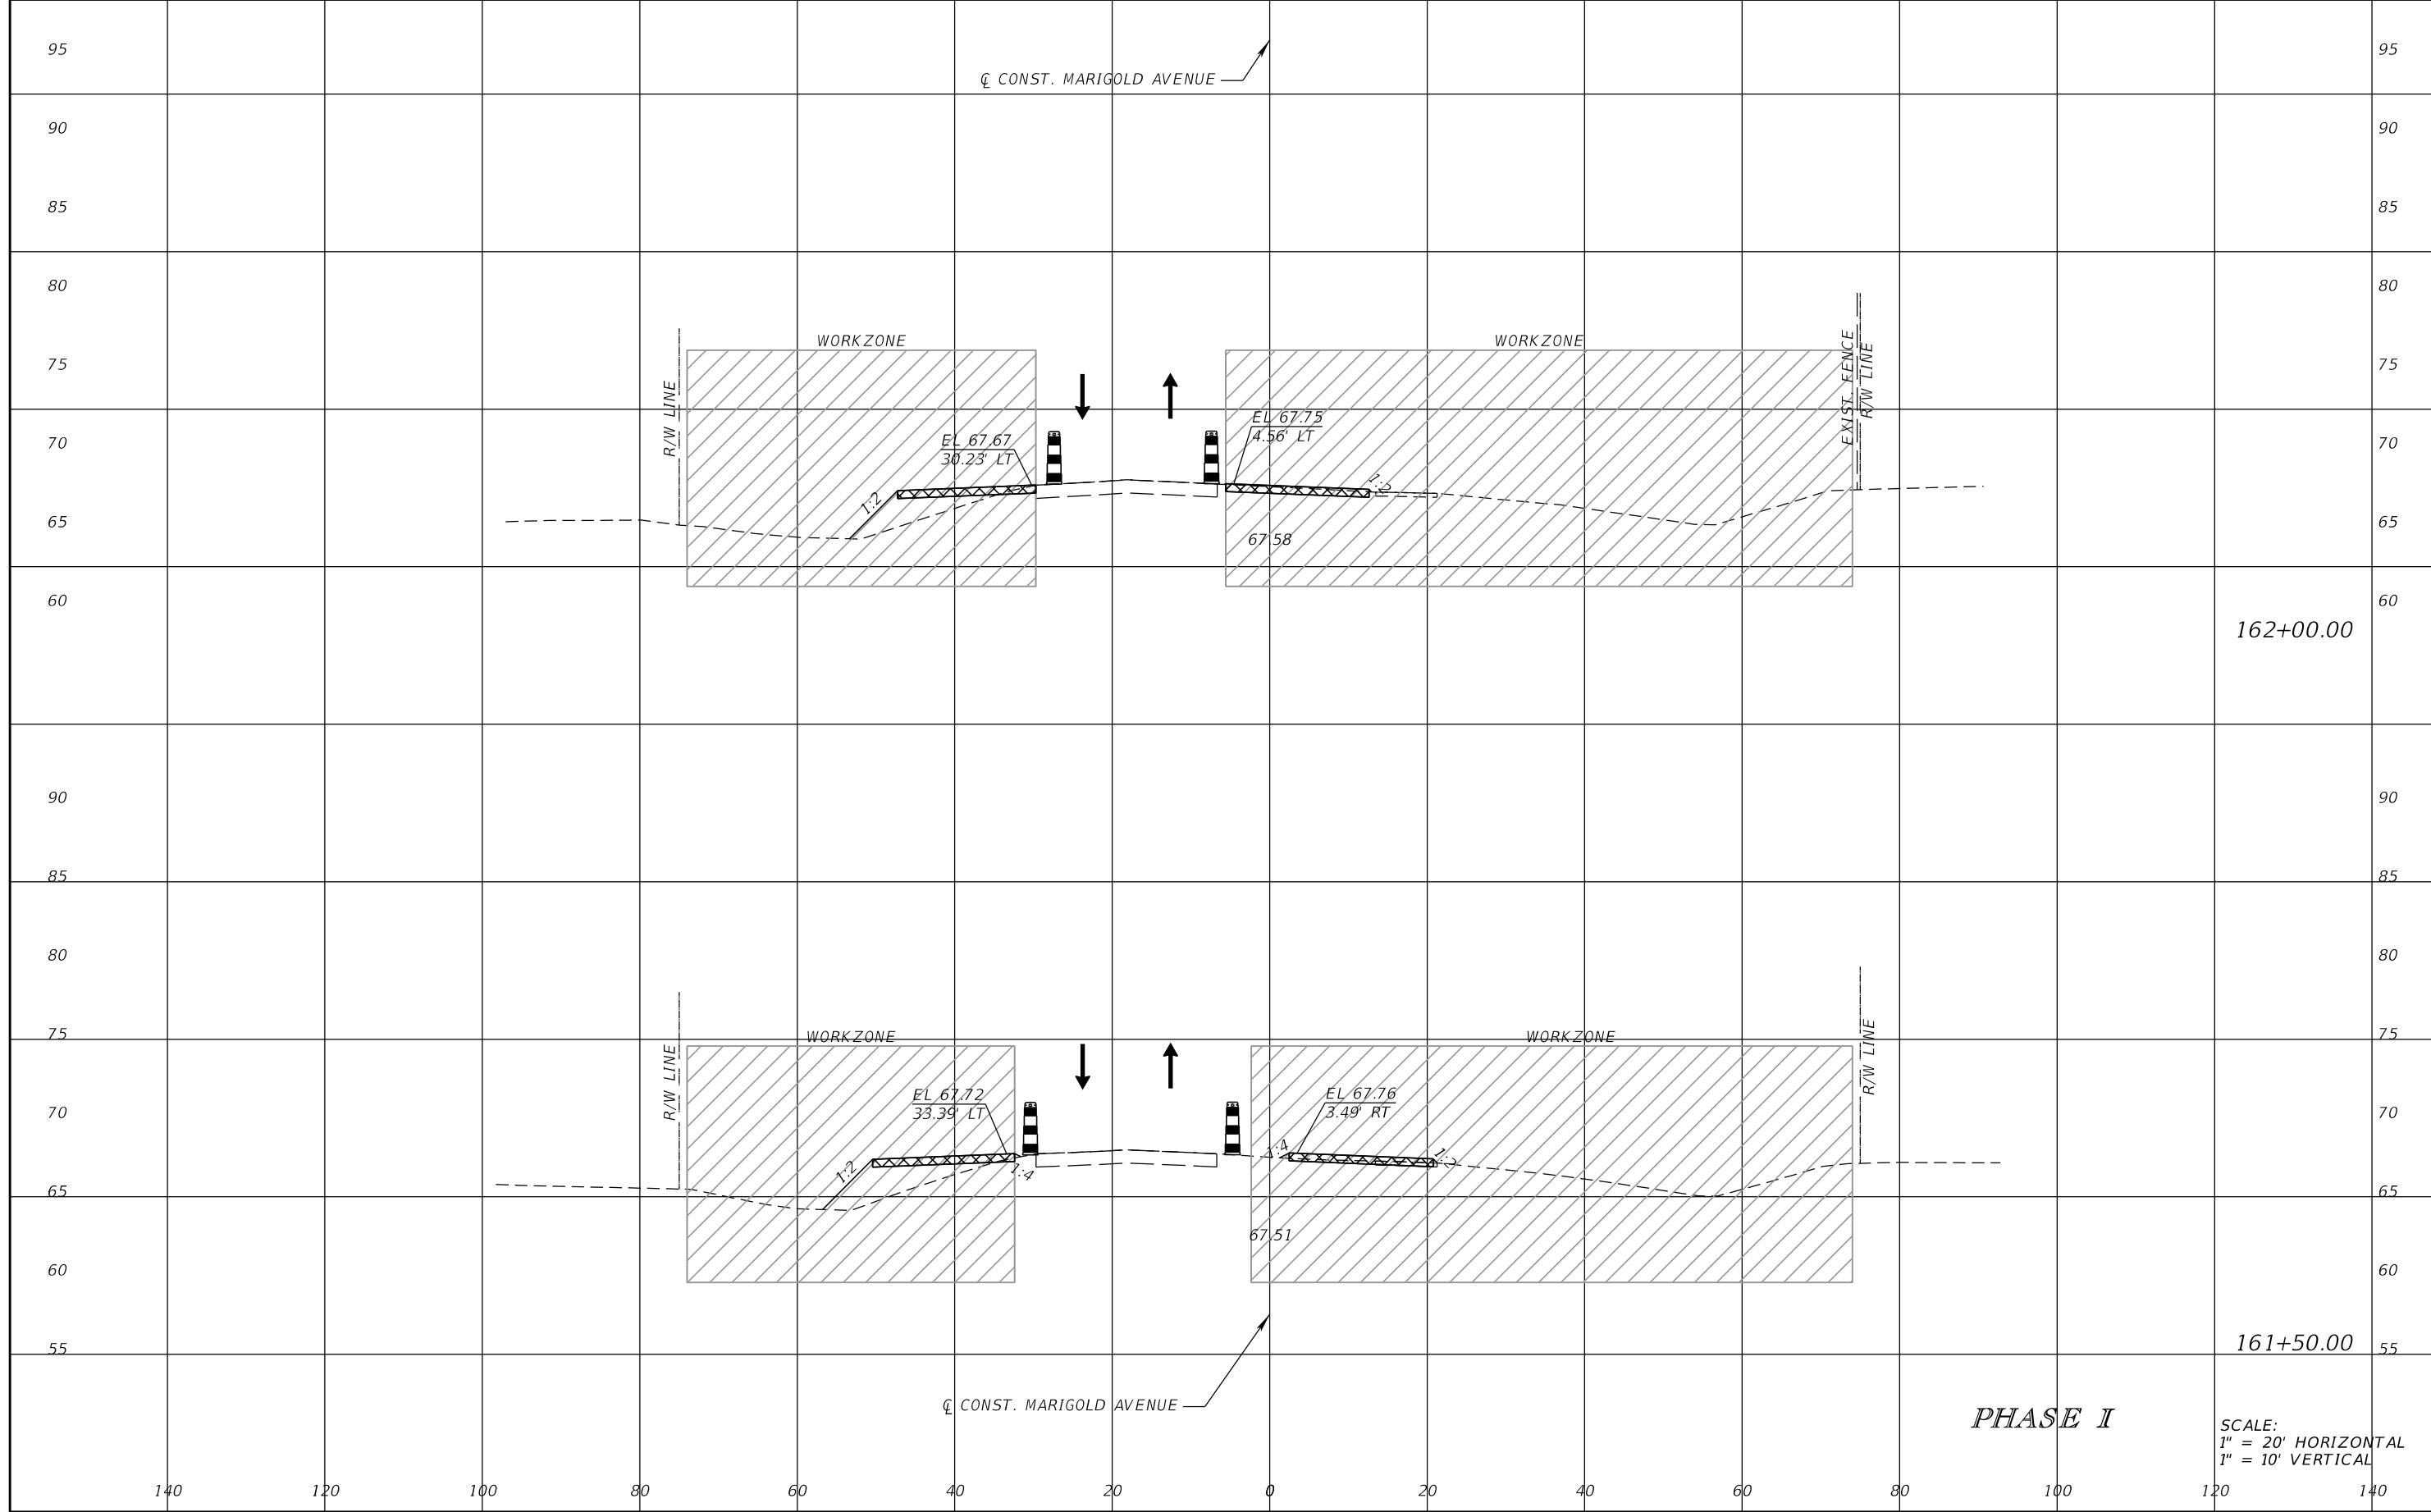 95 95
℄ CONST. MARIGOLD AVENUE
90 90
85 85
80 80
WORKZONE WORKZONE
75 75
R/W LINE
EXIST. FENCE
R/W LINE
EL 67.75
4.56' LT
EL 67.67
30.23' LT
70 70
1:2
1:2
65 65
67.58
60 60
162+00.00
90 90
85 85
80 80
75 75
WORKZONE WORKZONE
R/W LINE
R/W LINE
EL 67.72
33.39' LT
EL 67.76
3.49' RT
70 70
1:2
1:4
1:4
1:2
65 65
67.51
60 60
161+50.00
55 55
℄ CONST. MARIGOLD AVENUE
PHASE I
SCALE:
1" = 20' HORIZONTAL
1" = 10' VERTICAL
140 120 100 80 60 40 20 0 20 40 60 80 100 120 140